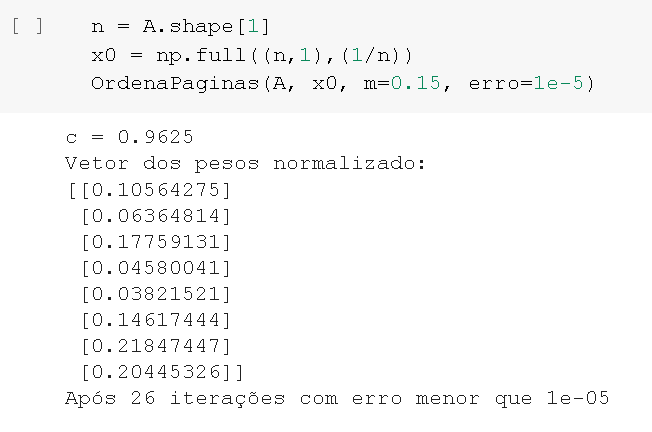 [ ] n = A.shape[1]
x0 = np.full((n,1),(1/n))
OrdenaPaginas(A, x0, m=0.15, erro=1e-5)
c = 0.9625
Vetor dos pesos normalizado:
[[0.10564275]
[0.06364814]
[0.17759131]
[0.04580041]
[0.03821521]
[0.14617444]
[0.21847447]
[0.20445326]]
Após 26 iterações com erro menor que 1e-05